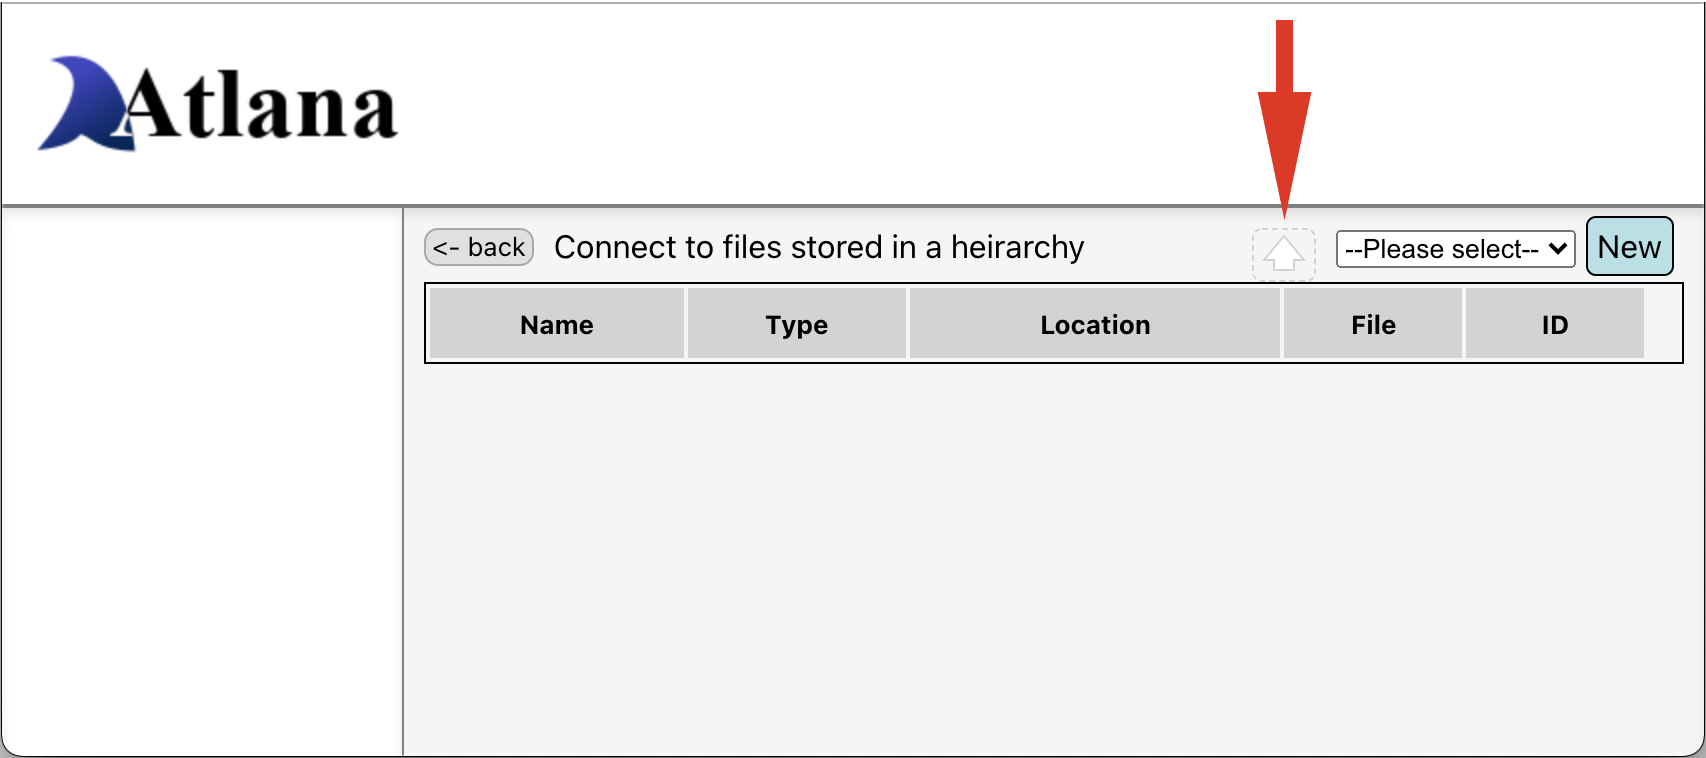 Atlana
<- back Connect to files stored in a heirarchy --Please select-- New
Name Type Location File ID